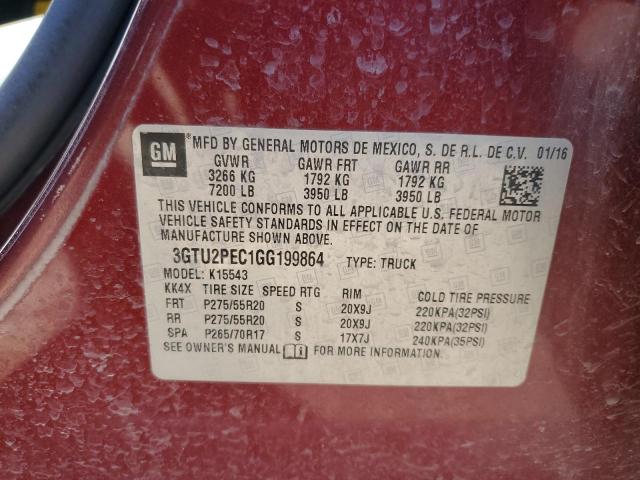 GM ® MFD BY GENERAL MOTORS DE MEXICO, S. DE R.L. DE C.V. 01/16
GVWR GAWR FRT GAWR RR
3266 KG 1792 KG 1792 KG
7200 LB 3950 LB 3950 LB
THIS VEHICLE CONFORMS TO ALL APPLICABLE U.S. FEDERAL MOTOR
VEHICLE SAFETY STANDARDS IN EFFECT ON THE DATE OF
MANUFACTURE SHOWN ABOVE.
3GTU2PEC1GG199864 TYPE: TRUCK
MODEL: K15543
KK4X TIRE SIZE SPEED RTG RIM COLD TIRE PRESSURE
FRT P275/55R20 S 20X9J 220KPA(32PSI)
RR P275/55R20 S 20X9J 220KPA(32PSI)
SPA P265/70R17 S 17X7J 240KPA(35PSI)
SEE OWNER'S MANUAL FOR MORE INFORMATION.